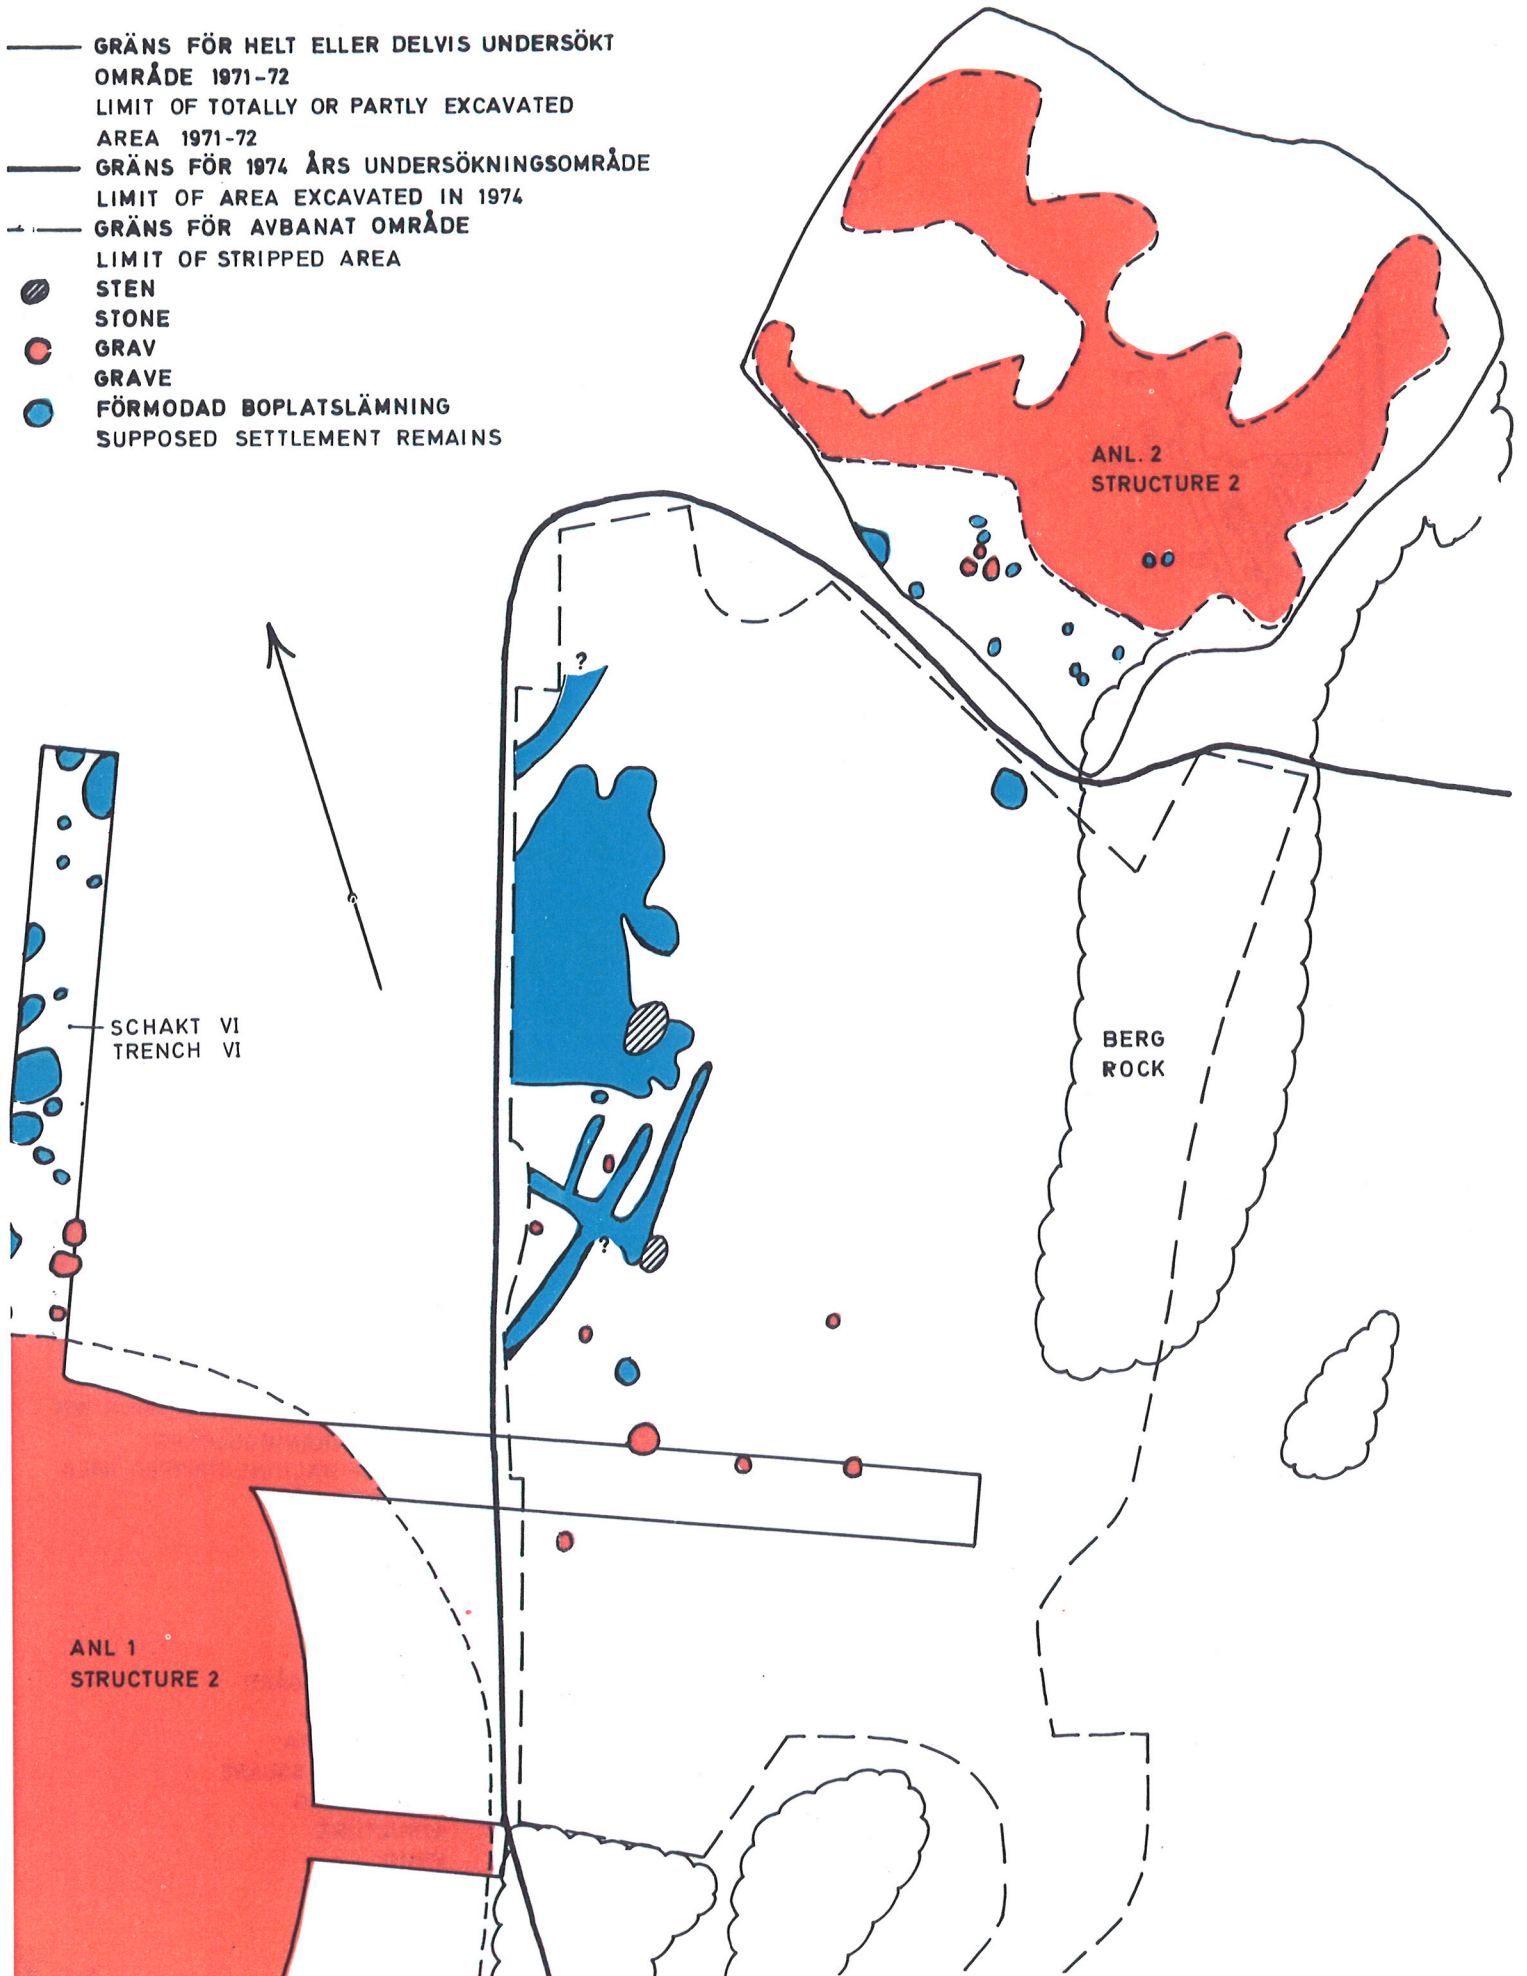 GRÄNS FÖR HELT ELLER DELVIS UNDERSÖKT
OMRÅDE 1971-72
LIMIT OF TOTALLY OR PARTLY EXCAVATED
AREA 1971-72
GRÄNS FÖR 1974 ÅRS UNDERSÖKNINGSOMRÅDE
LIMIT OF AREA EXCAVATED IN 1974
GRÄNS FÖR AVBANAT OMRÅDE
LIMIT OF STRIPPED AREA
STEN
STONE
GRAV
GRAVE
FÖRMODAD BOPLATSLÄMNING
SUPPOSED SETTLEMENT REMAINS
ANL. 2
STRUCTURE 2
?
SCHAKT VI
TRENCH VI
BERG
ROCK
?
ANL 1
STRUCTURE 2